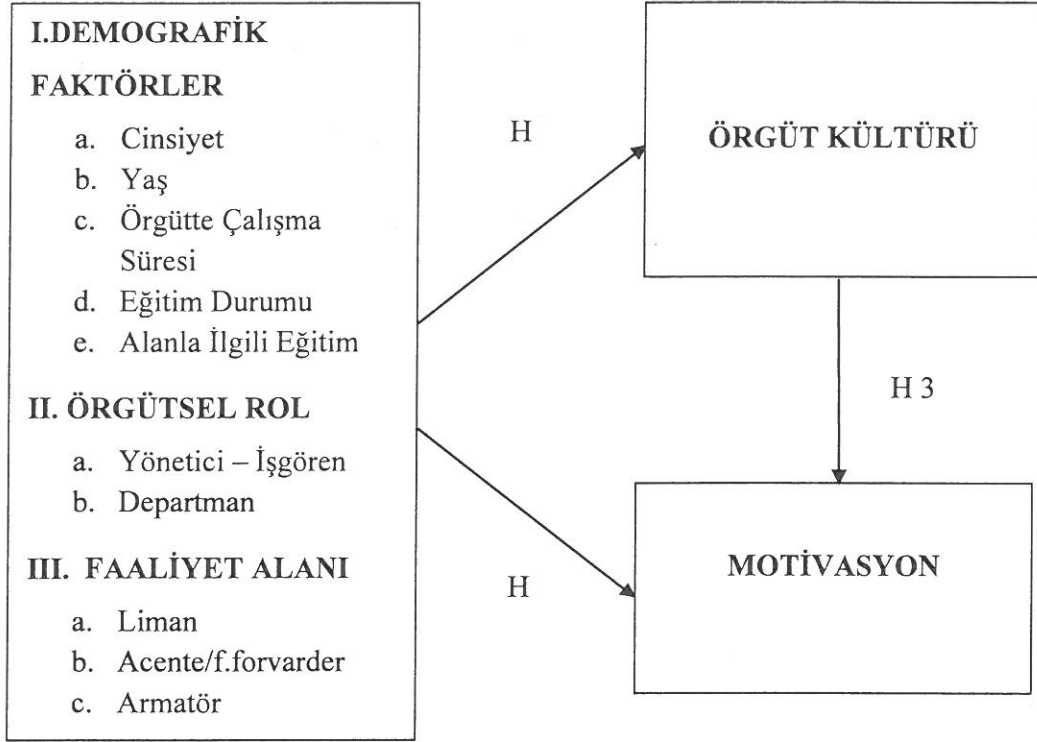 I.DEMOGRAFİK
FAKTÖRLER
a. Cinsiyet
b. Yaş
c. Örgütte Çalışma
Süresi
d. Eğitim Durumu
e. Alanla İlgili Eğitim
II. ÖRGÜTSEL ROL
a. Yönetici – İşgören
b. Departman
III. FAALİYET ALANI
a. Liman
b. Acente/f.forvarder
c. Armatör
H
ÖRGÜT KÜLTÜRÜ
H 3
H
MOTİVASYON